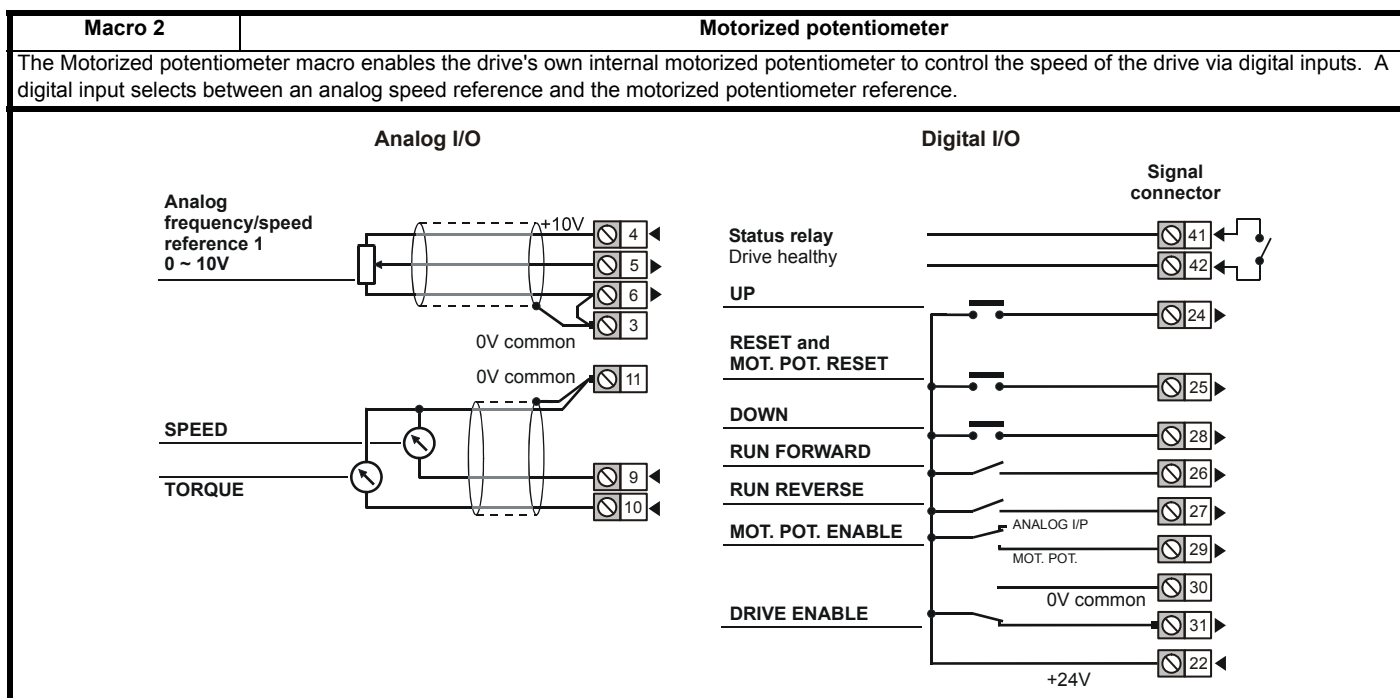 Macro 2 Motorized potentiometer
The Motorized potentiometer macro enables the drive's own internal motorized potentiometer to control the speed of the drive via digital inputs.  A
digital input selects between an analog speed reference and the motorized potentiometer reference.
Analog I/O
Analog
frequency/speed
reference 1
0 ~ 10V
+10V
4
5
6
3
0V common
0V common
11
SPEED
TORQUE
9
10
Digital I/O
Signal
connector
Status relay
Drive healthy
41
42
UP
24
RESET and
MOT. POT. RESET
25
DOWN
28
RUN FORWARD
26
RUN REVERSE
27
MOT. POT. ENABLE
ANALOG I/P
MOT. POT.
29
30
0V common
DRIVE ENABLE
31
22
+24V